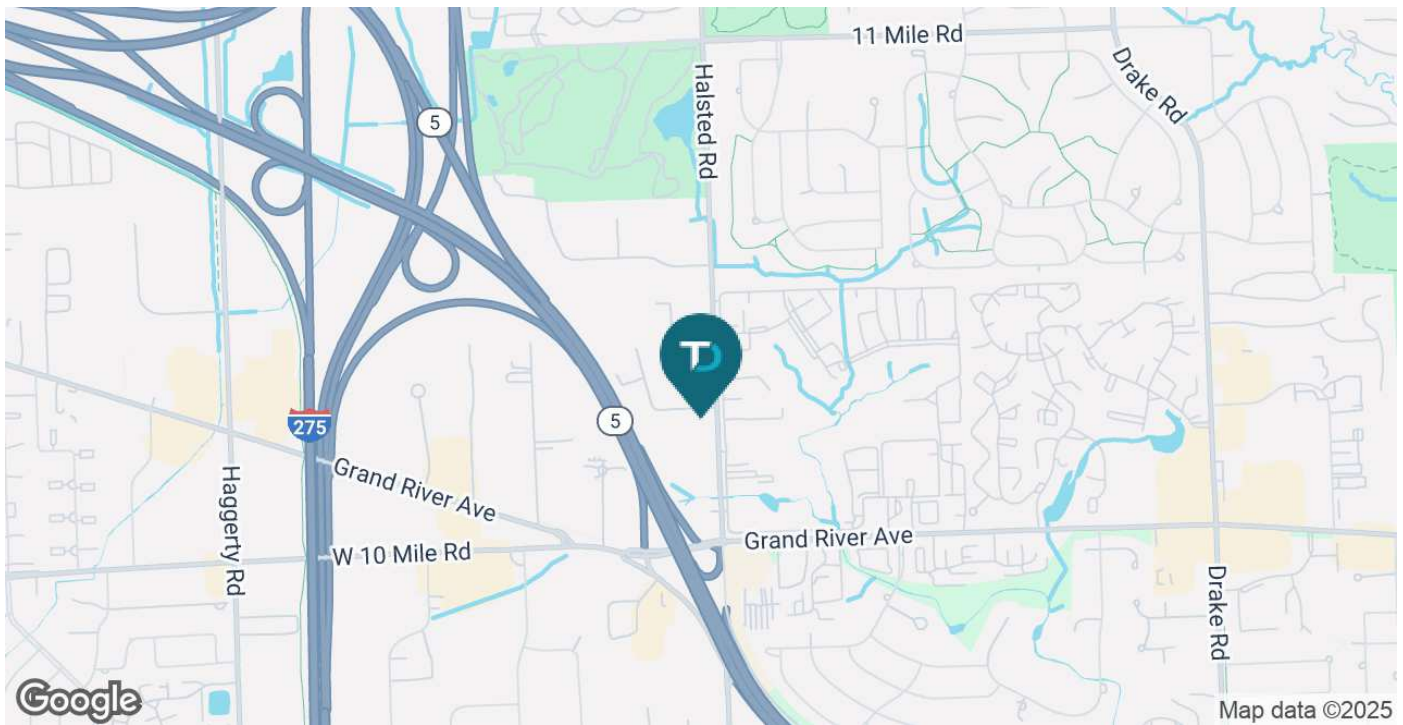 11 Mile Rd
Drake Rd
Halsted Rd
5
TD
5
275
Grand River Ave
Haggerty Rd
W 10 Mile Rd
Grand River Ave
Drake Rd
Google
Map data ©2025